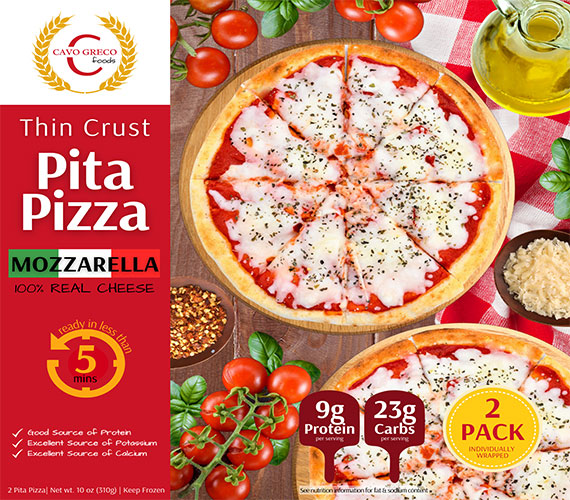 CAVO GRECO
foods
Thin Crust
Pita
Pizza
MOZZARELLA
100% REAL CHEESE
ready in less than
5
mins
Good Source of Protein
Excellent Source of Potassium
Excellent Source of Calcium
2 Pita Pizza| Net wt. 10 oz (310g) | Keep Frozen
9g
Protein
per serving
23g
Carbs
per serving
2
PACK
INDIVIDUALLY
WRAPPED
See nutrition information for fat & sodium content